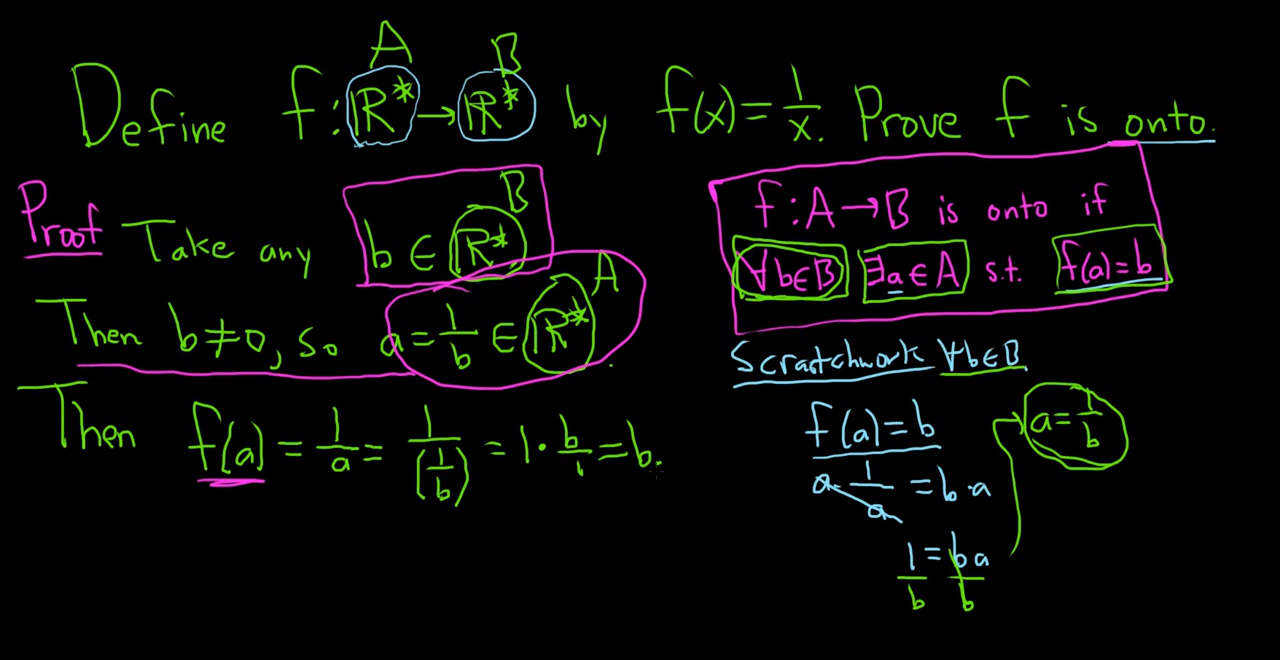 A B
Define f : ℝ* → ℝ* by f(x) = 1/x. Prove f is onto.
Proof Take any b ∈ ℝ* B
Then b ≠ 0, so a = 1/b ∈ ℝ* A.
Then f(a) = 1/a = 1/(1/b) = 1 · b/1 = b.
f : A → B is onto if
∀b∈B ∃a∈A s.t. f(a) = b
Scratchwork ∀b∈B
f(a) = b
a · 1/a = b · a
1/b = ba/b
a = 1/b